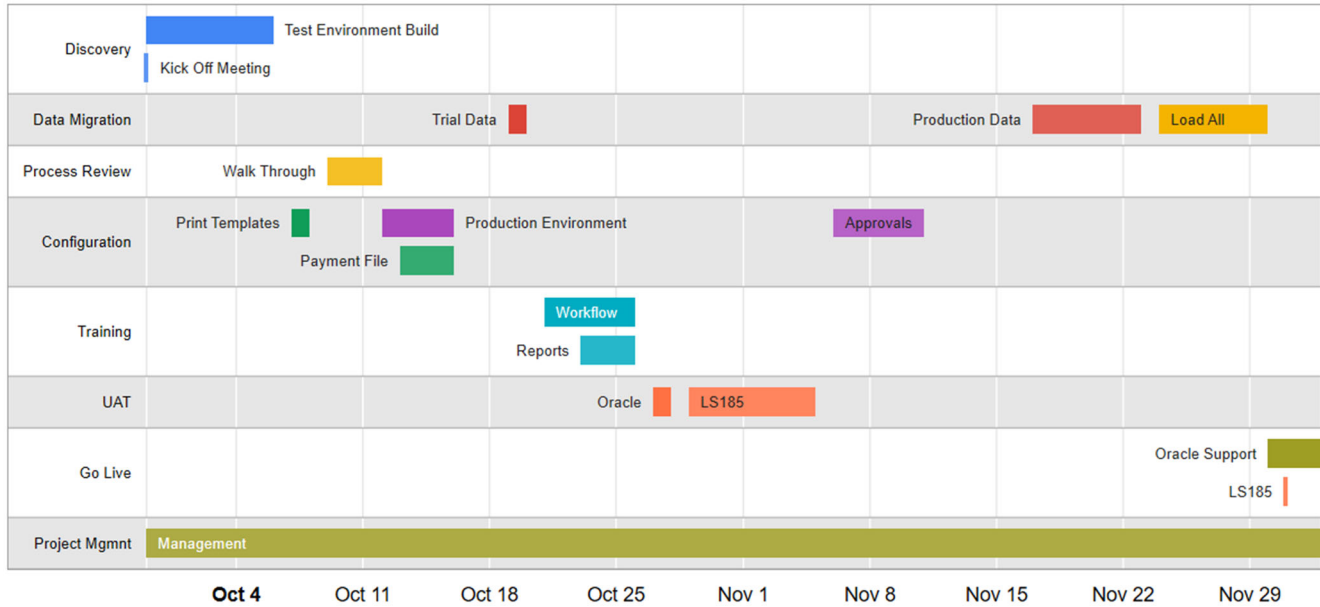 Discovery
Test Environment Build
Kick Off Meeting
Data Migration
Trial Data
Production Data
Load All
Process Review
Walk Through
Configuration
Print Templates
Production Environment
Approvals
Payment File
Training
Workflow
Reports
UAT
Oracle
LS185
Go Live
Oracle Support
LS185
Project Mgmnt
Management
Oct 4 Oct 11 Oct 18 Oct 25 Nov 1 Nov 8 Nov 15 Nov 22 Nov 29